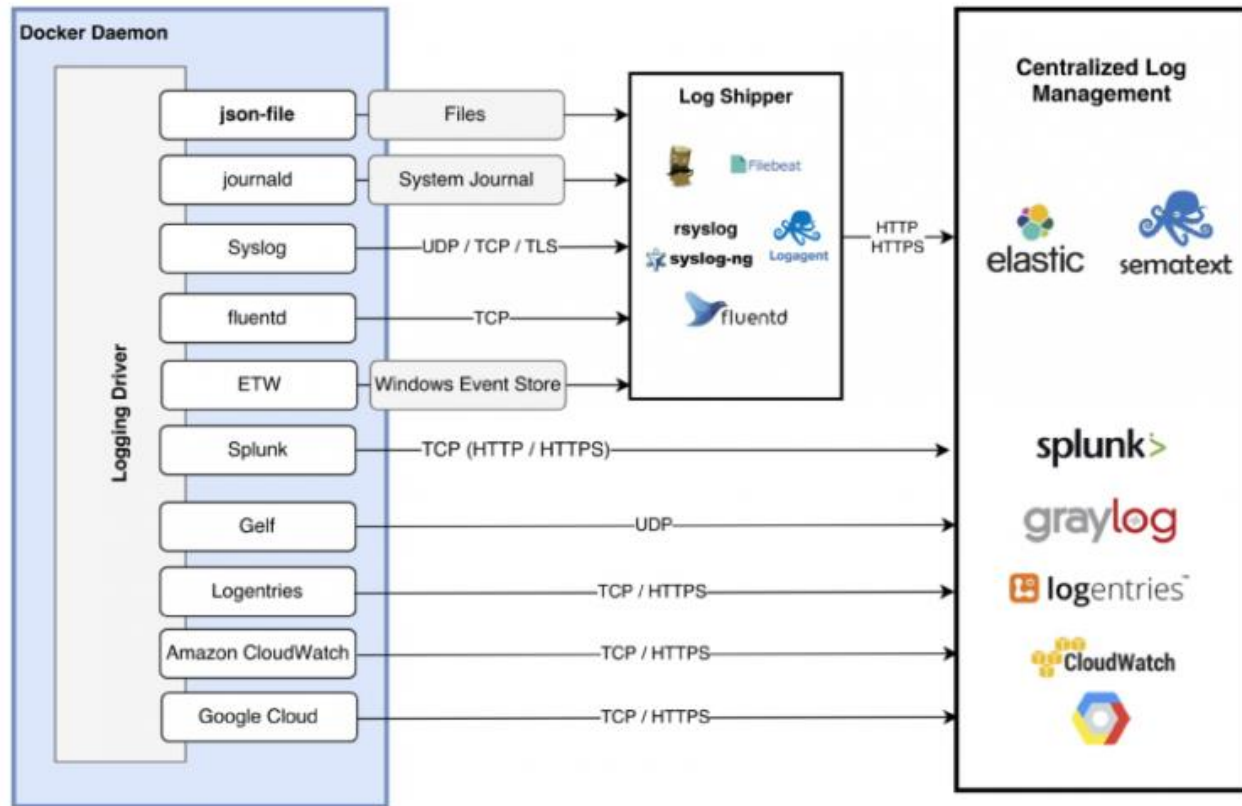 Docker Daemon
Logging Driver
json-file
Files
journald
System Journal
Syslog
UDP / TCP / TLS
fluentd
TCP
ETW
Windows Event Store
Splunk
TCP (HTTP / HTTPS)
Gelf
UDP
Logentries
TCP / HTTPS
Amazon CloudWatch
TCP / HTTPS
Google Cloud
TCP / HTTPS
Log Shipper
Filebeat
rsyslog
syslog-ng
Logagent
fluentd
HTTP
HTTPS
Centralized Log
Management
elastic
sematext
splunk>
graylog
logentries™
CloudWatch